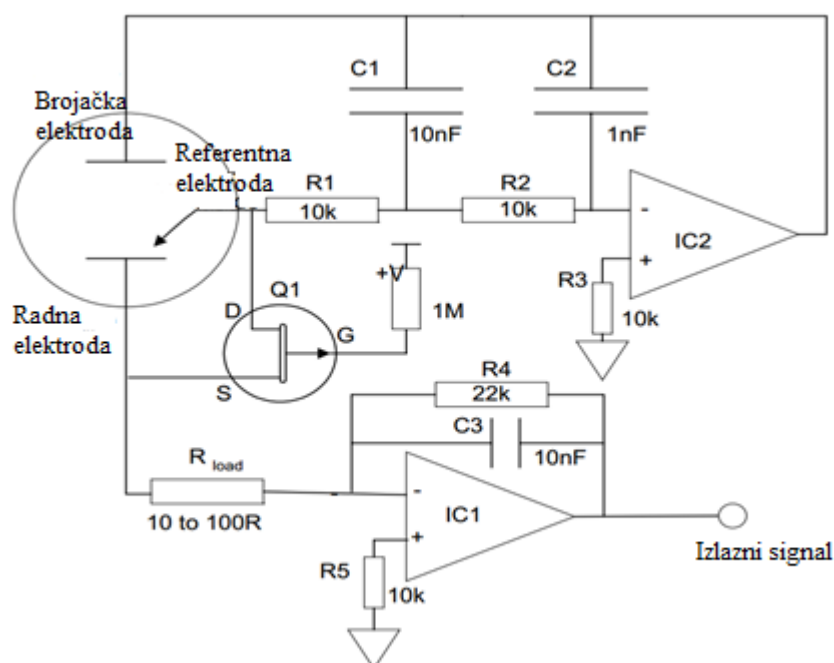 C1
C2
Brojačka
elektroda
10nF
1nF
Referentna
elektroda
R1
10k
R2
10k
-
+
IC2
+V
Q1
D
G
S
1M
R3
10k
Radna
elektroda
R4
22k
C3
10nF
R load
10 to 100R
-
+
IC1
R5
10k
Izlazni signal